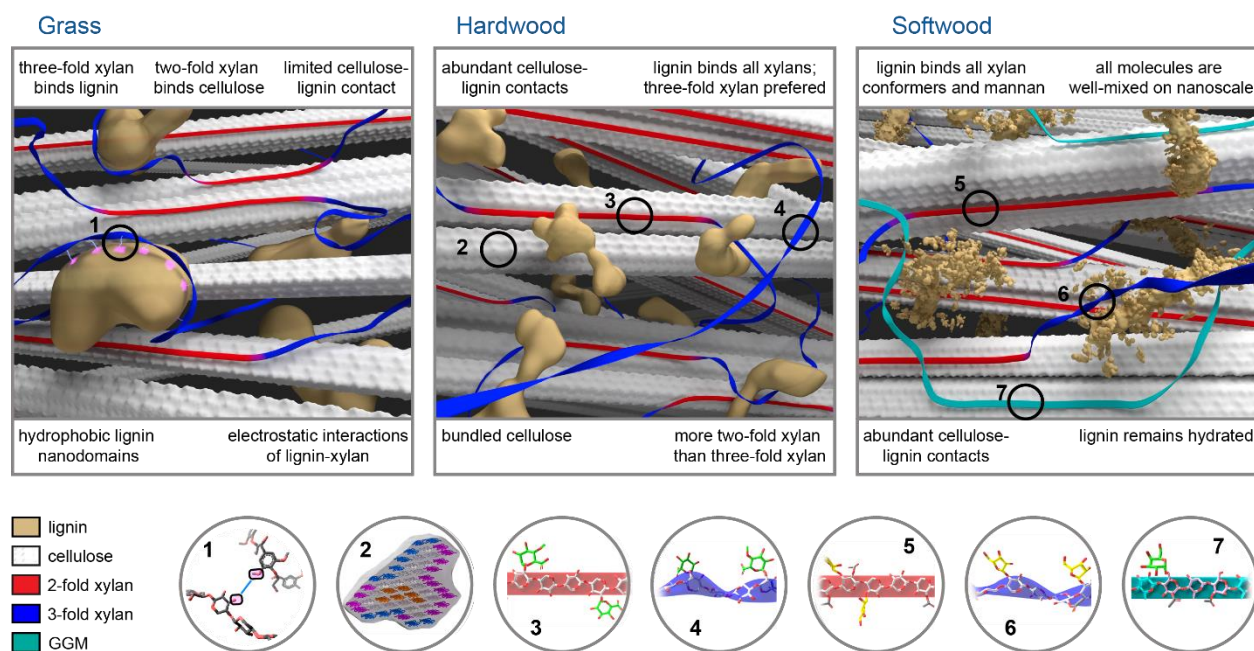 Grass
Hardwood
Softwood
three-fold xylan
binds lignin
two-fold xylan
binds cellulose
limited cellulose-
lignin contact
abundant cellulose-
lignin contacts
lignin binds all xylans;
three-fold xylan prefered
lignin binds all xylan
conformers and mannan
all molecules are
well-mixed on nanoscale
1
2
3
4
5
6
7
hydrophobic lignin
nanodomains
electrostatic interactions
of lignin-xylan
bundled cellulose
more two-fold xylan
than three-fold xylan
abundant cellulose-
lignin contacts
lignin remains hydrated
lignin
cellulose
2-fold xylan
3-fold xylan
GGM
1
2
3
4
5
6
7